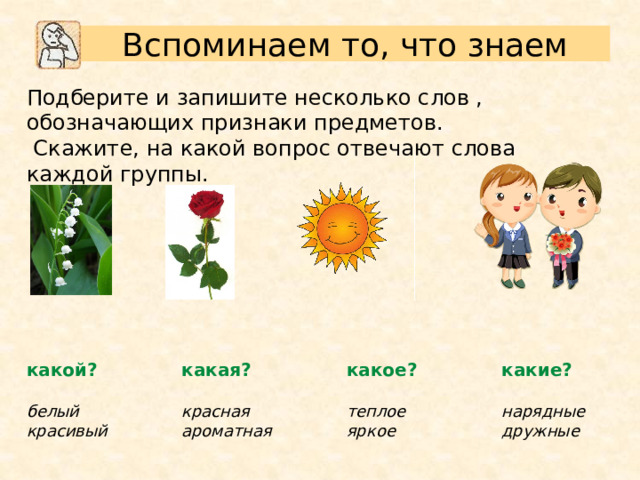 Вспоминаем то, что знаем
Подберите и запишите несколько слов ,
обозначающих признаки предметов.
Скажите, на какой вопрос отвечают слова
каждой группы.
какой? какая? какое? какие?
белый красная теплое нарядные
красивый ароматная яркое дружные